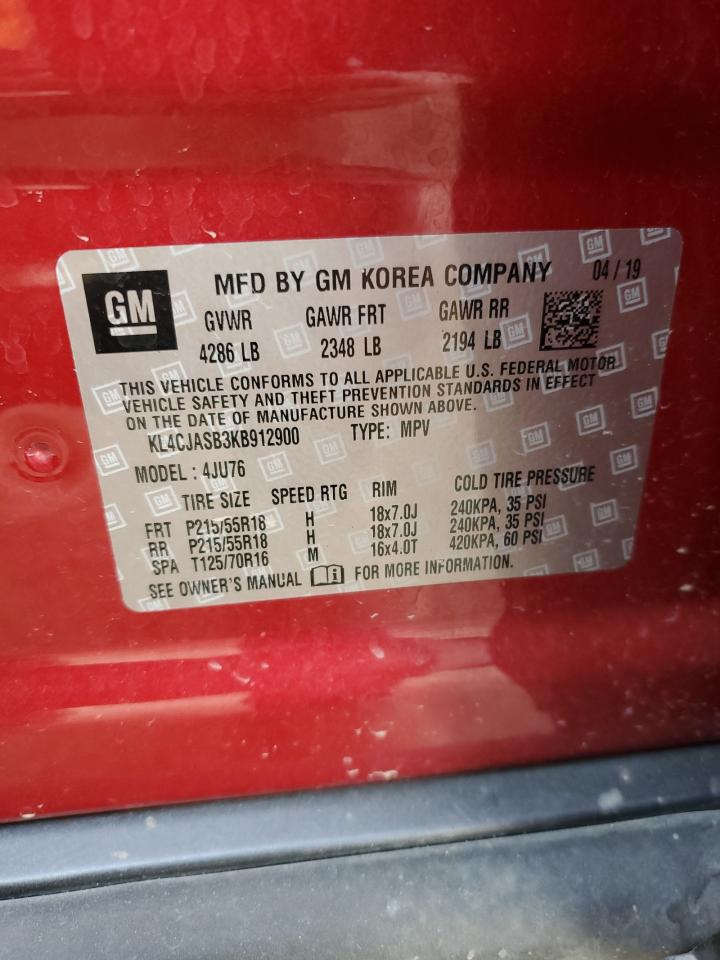 GM
MFD BY GM KOREA COMPANY 04 / 19
GVWR GAWR FRT GAWR RR
4286 LB 2348 LB 2194 LB
THIS VEHICLE CONFORMS TO ALL APPLICABLE U.S. FEDERAL MOTOR
VEHICLE SAFETY AND THEFT PREVENTION STANDARDS IN EFFECT
ON THE DATE OF MANUFACTURE SHOWN ABOVE.
KL4CJASB3KB912900 TYPE: MPV
MODEL : 4JU76
TIRE SIZE SPEED RTG RIM COLD TIRE PRESSURE
FRT P215/55R18 H 18x7.0J 240KPA, 35 PSI
RR P215/55R18 H 18x7.0J 240KPA, 35 PSI
SPA T125/70R16 M 16x4.0T 420KPA, 60 PSI
SEE OWNER'S MANUAL FOR MORE INFORMATION.